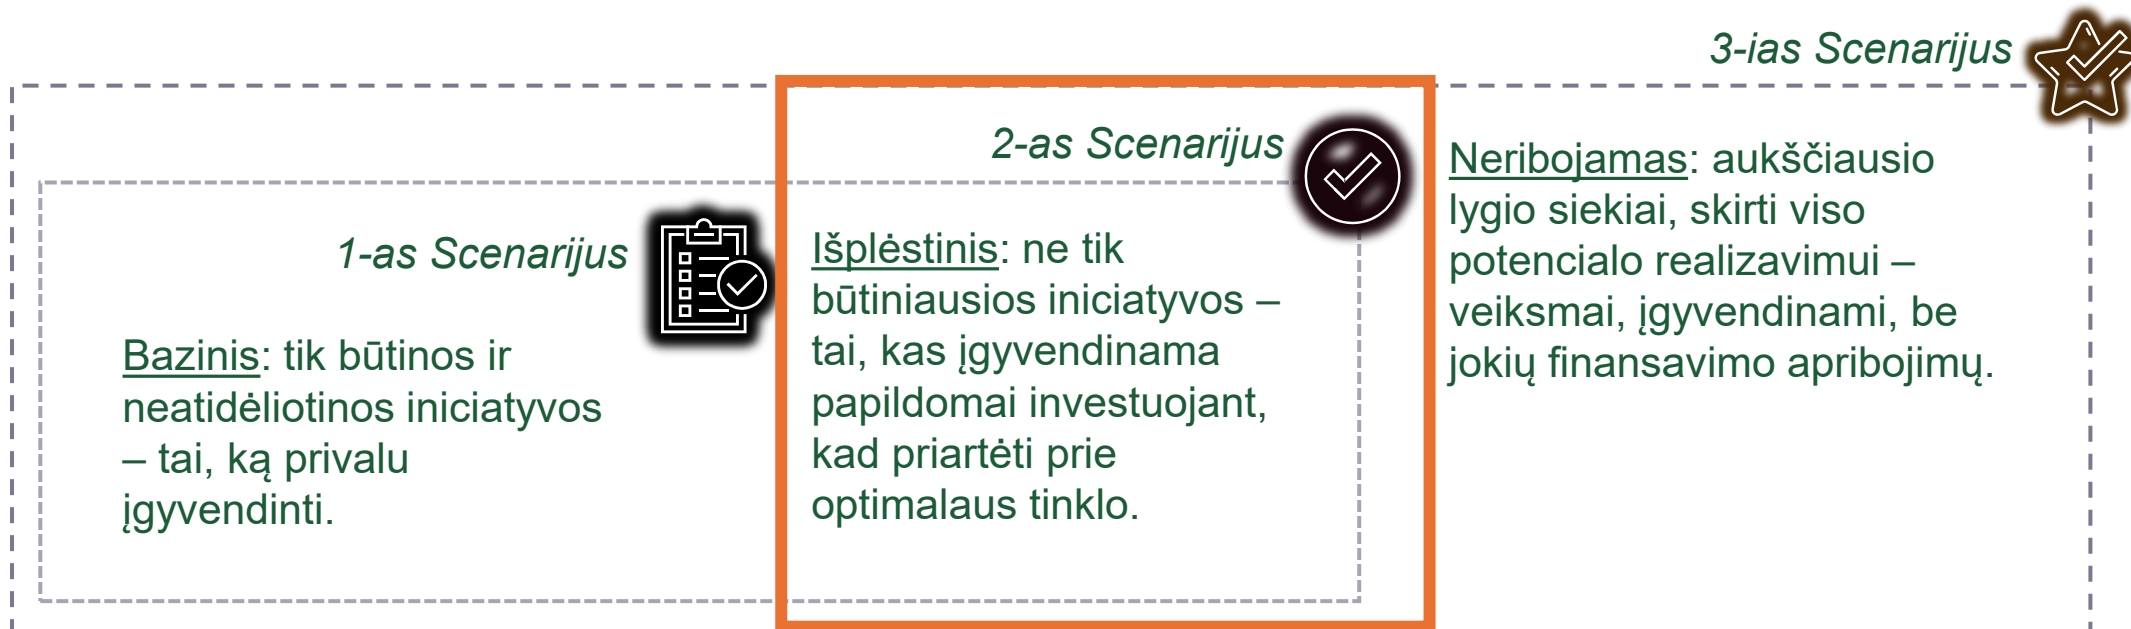 1-as Scenarijus
Bazinis: tik būtinos ir
neatidėliotinos iniciatyvos
– tai, ką privalu
įgyvendinti.
2-as Scenarijus
Išplėstinis: ne tik
būtiniausios iniciatyvos –
tai, kas įgyvendinama
papildomai investuojant,
kad priartėti prie
optimalaus tinklo.
3-ias Scenarijus
Neribojamas: aukščiausio
lygio siekiai, skirti viso
potencialo realizavimui –
veiksmai, įgyvendinami, be
jokių finansavimo apribojimų.